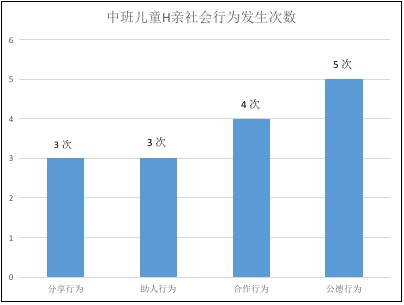 中班儿童H亲社会行为发生次数
6
5
4
3
2
1
0
3 次
3 次
4 次
5 次
分享行为
助人行为
合作行为
公德行为